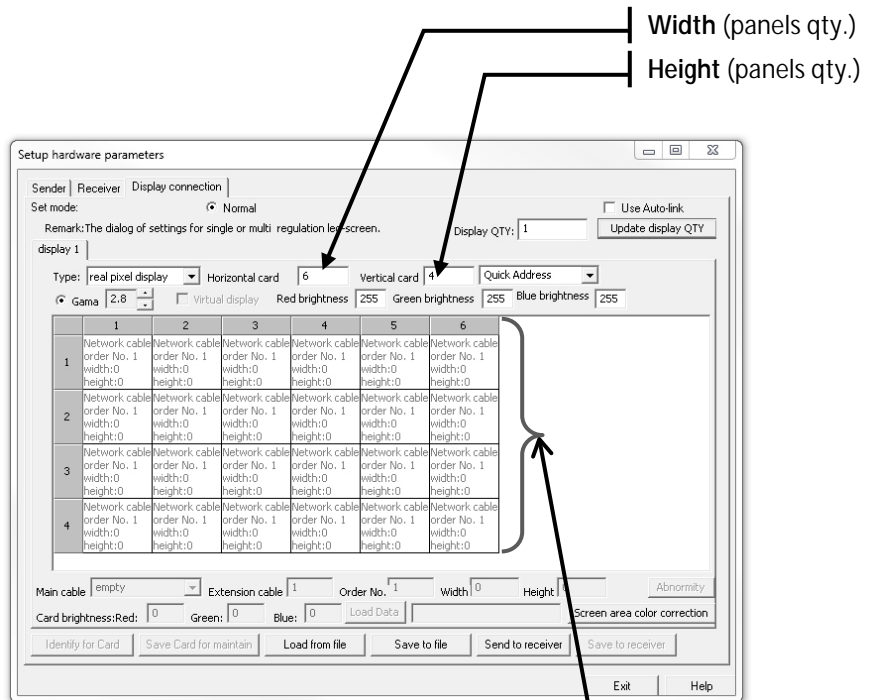 Width (panels qty.)
Height (panels qty.)
Setup hardware parameters
Sender Receiver Display connection
Set mode: Normal Use Auto-link
Remark:The dialog of settings for single or multi regulation led-screen. Display QTY: 1 Update display QTY
display 1
Type: real pixel display Horizontal card 6 Vertical card 4 Quick Address
Gama 2.8 Virtual display Red brightness 255 Green brightness 255 Blue brightness 255
1 2 3 4 5 6
Network cable Network cable Network cable Network cable Network cable Network cable
1 order No. 1 order No. 1 order No. 1 order No. 1 order No. 1 order No. 1
width:0 width:0 width:0 width:0 width:0 width:0
height:0 height:0 height:0 height:0 height:0 height:0
Network cable Network cable Network cable Network cable Network cable Network cable
2 order No. 1 order No. 1 order No. 1 order No. 1 order No. 1 order No. 1
width:0 width:0 width:0 width:0 width:0 width:0
height:0 height:0 height:0 height:0 height:0 height:0
Network cable Network cable Network cable Network cable Network cable Network cable
3 order No. 1 order No. 1 order No. 1 order No. 1 order No. 1 order No. 1
width:0 width:0 width:0 width:0 width:0 width:0
height:0 height:0 height:0 height:0 height:0 height:0
Network cable Network cable Network cable Network cable Network cable Network cable
4 order No. 1 order No. 1 order No. 1 order No. 1 order No. 1 order No. 1
width:0 width:0 width:0 width:0 width:0 width:0
height:0 height:0 height:0 height:0 height:0 height:0
Main cable empty Extension cable 1 Order No. 1 Width 0 Height Abnormity
Card brightness:Red: 0 Green: 0 Blue: 0 Load Data Screen area color correction
Identify for Card Save Card for maintain Load from file Save to file Send to receiver Save to receiver
Exit Help